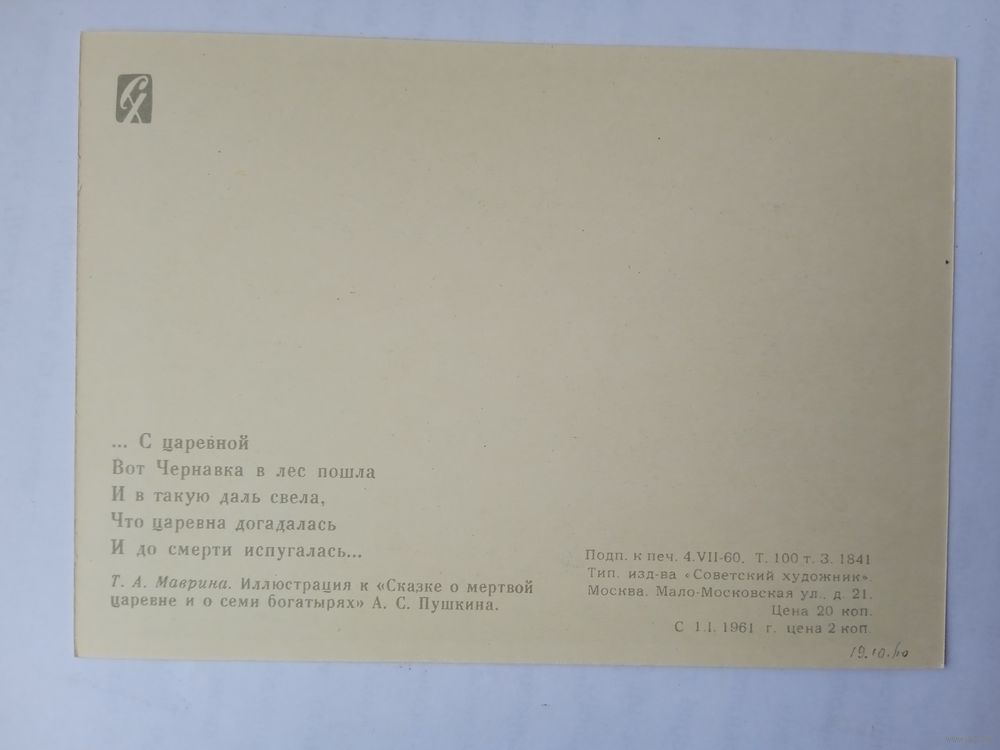 СХ
... С царевной
Вот Чернавка в лес пошла
И в такую даль свела,
Что царевна догадалась
И до смерти испугалась...
Т. А. Маврина. Иллюстрация к «Сказке о мертвой
царевне и о семи богатырях» А. С. Пушкина.
Подп. к печ. 4.VII-60. Т. 100 т. З. 1841
Тип. изд-ва «Советский художник».
Москва. Мало-Московская ул., д. 21.
Цена 20 коп.
С 1.I. 1961 г. цена 2 коп.
19.10.60